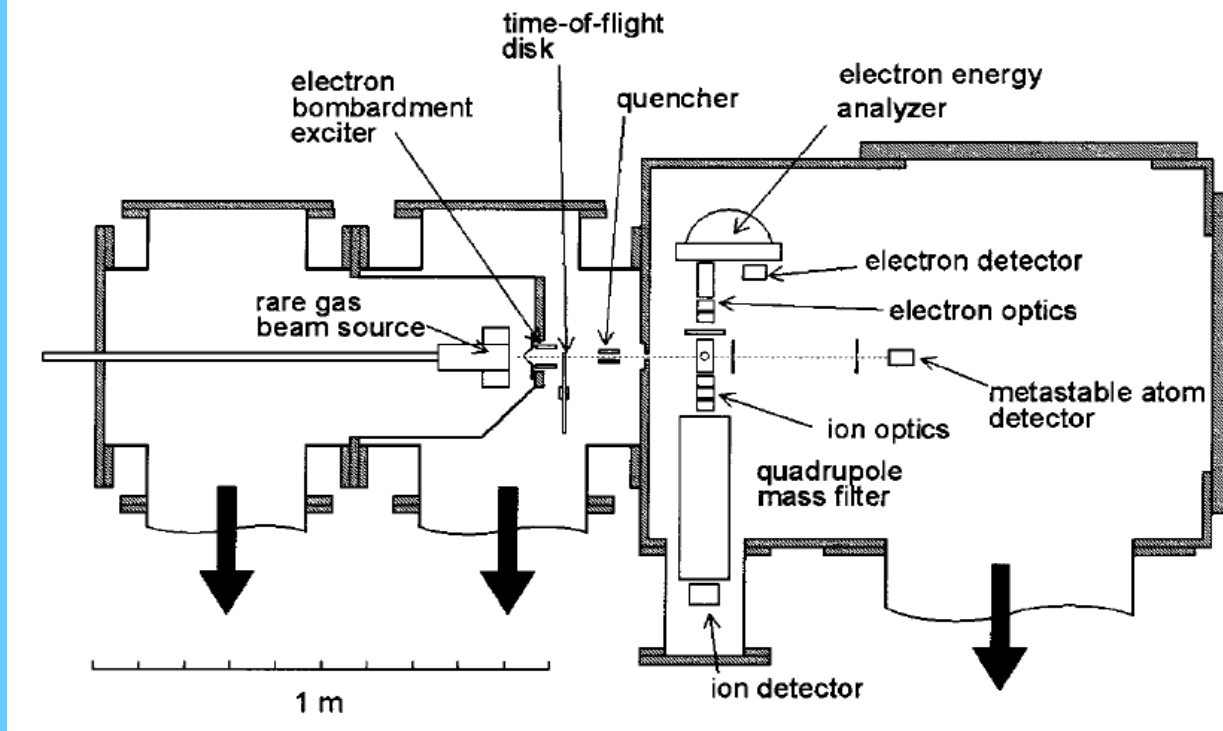 time-of-flight
disk
electron
bombardment
exciter
quencher
electron energy
analyzer
rare gas
beam source
electron detector
electron optics
metastable atom
detector
ion optics
quadrupole
mass filter
ion detector
1 m